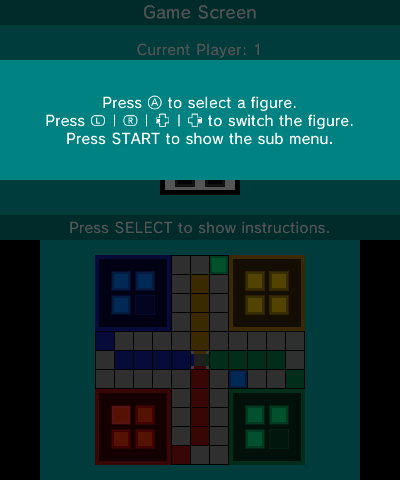 Game Screen
Current Player: 1
Press Ⓐ to select a figure.
Press Ⓛ | Ⓡ | ✚ | ✚ to switch the figure.
Press START to show the sub menu.
Press SELECT to show instructions.